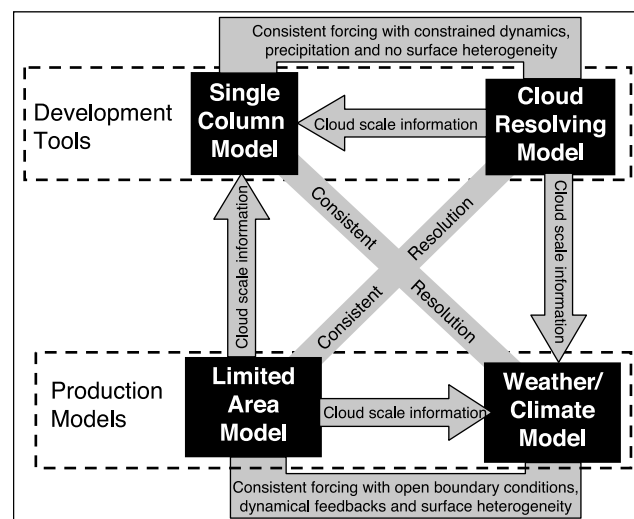 Consistent forcing with constrained dynamics,
precipitation and no surface heterogeneity
Development
Tools
Single
Column
Model
Cloud scale information
Cloud
Resolving
Model
Cloud scale information
Consistent
Resolution
Cloud scale information
Consistent
Resolution
Production
Models
Limited
Area
Model
Cloud scale information
Weather/
Climate
Model
Consistent forcing with open boundary conditions,
dynamical feedbacks and surface heterogeneity